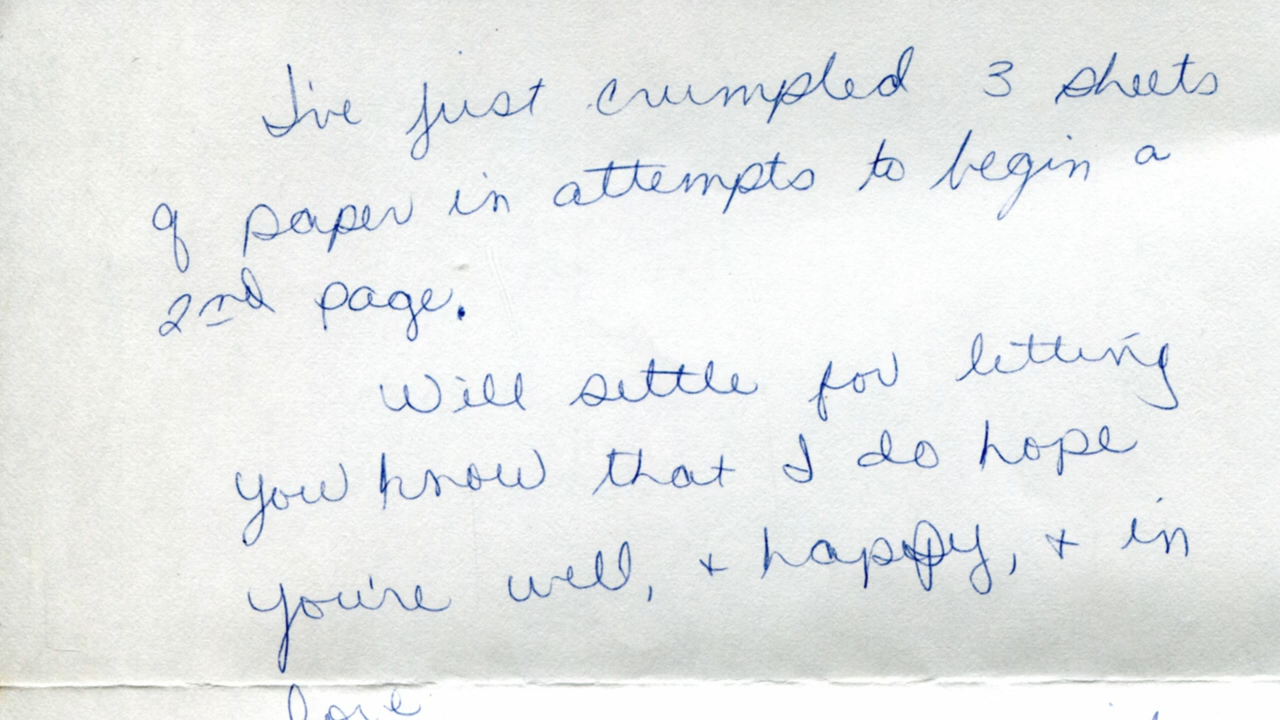 I've just crumpled 3 sheets
of paper in attempts to begin a
2nd page.
Will settle for letting
you know that I do hope
you're well, + happy, + in
love